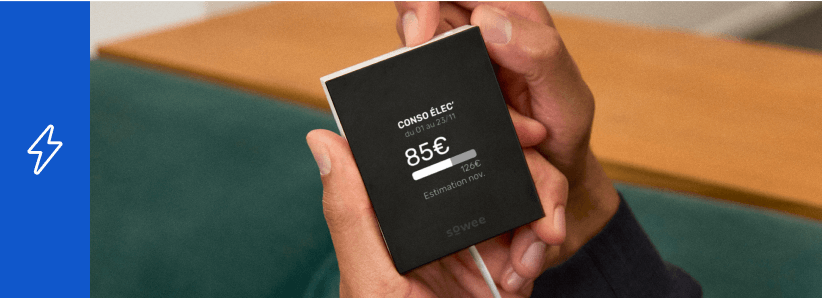 CONSO ÉLEC'
du 01 au 23/11
85€
126€
Estimation nov.
sowee